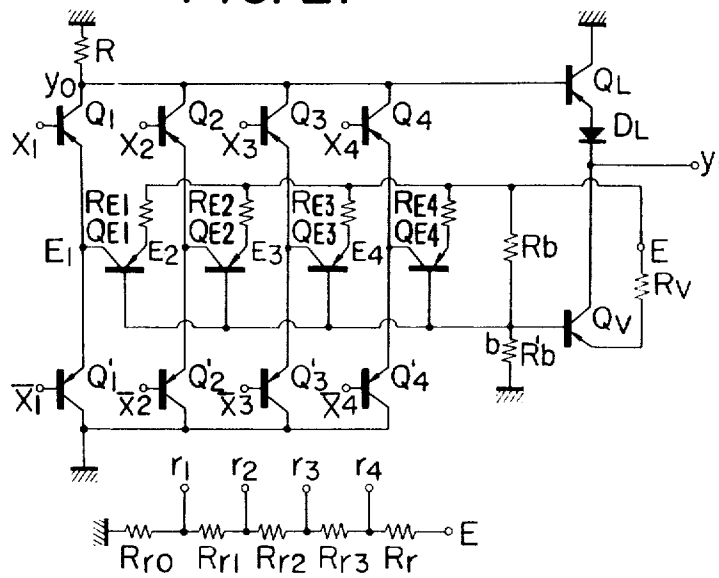 R
y0
Q1 Q2 Q3 Q4 QL
X1 X2 X3 X4
DL
y
RE1 RE2 RE3 RE4
QE1 QE2 QE3 QE4
E1 E2 E3 E4
Rb
E
RV
QV
b R'b
Q'1 Q'2 Q'3 Q'4
X̅1 X̅2 X̅3 X̅4
r1 r2 r3 r4
E
Rr0 Rr1 Rr2 Rr3 Rr